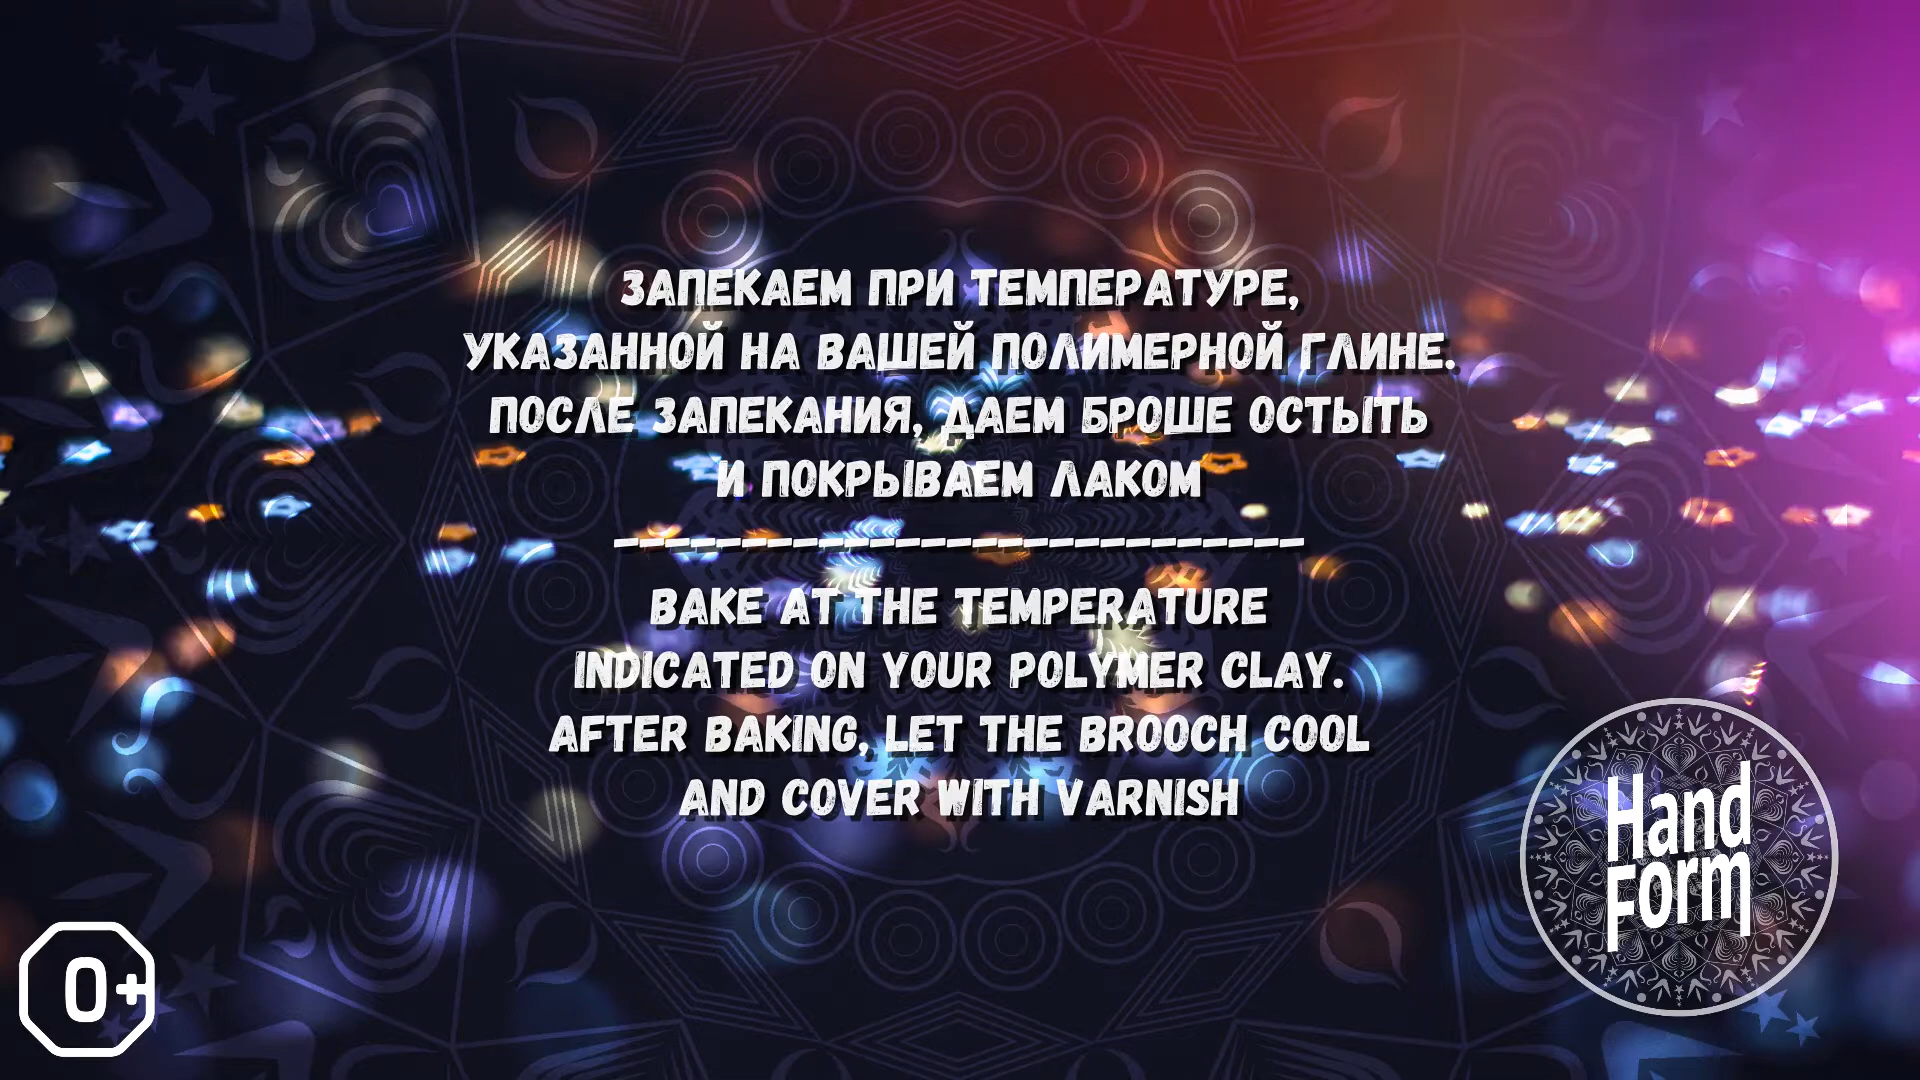 ЗАПЕКАЕМ ПРИ ТЕМПЕРАТУРЕ,
УКАЗАННОЙ НА ВАШЕЙ ПОЛИМЕРНОЙ ГЛИНЕ.
ПОСЛЕ ЗАПЕКАНИЯ, ДАЕМ БРОШЕ ОСТЫТЬ
И ПОКРЫВАЕМ ЛАКОМ
---------------------------
BAKE AT THE TEMPERATURE
INDICATED ON YOUR POLYMER CLAY.
AFTER BAKING, LET THE BROOCH COOL
AND COVER WITH VARNISH
Hand
Form
0+